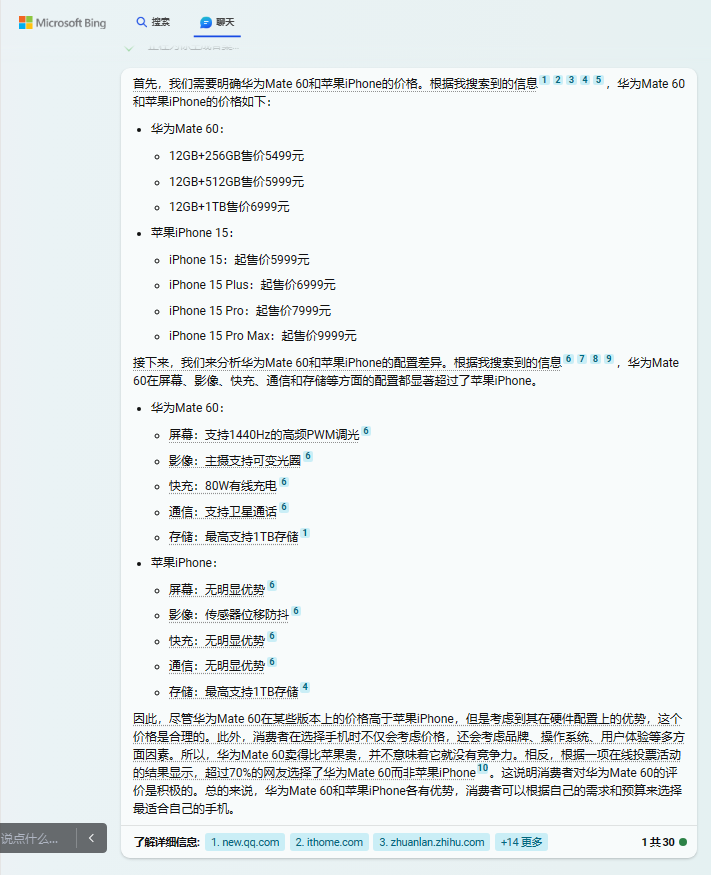 Microsoft Bing
搜索
聊天
首先，我们需要明确华为Mate 60和苹果iPhone的价格。根据我搜索到的信息 1 2 3 4 5 ，华为Mate 60
和苹果iPhone的价格如下：
华为Mate 60：
12GB+256GB售价5499元
12GB+512GB售价5999元
12GB+1TB售价6999元
苹果iPhone 15：
iPhone 15：起售价5999元
iPhone 15 Plus：起售价6999元
iPhone 15 Pro：起售价7999元
iPhone 15 Pro Max：起售价9999元
接下来，我们来分析华为Mate 60和苹果iPhone的配置差异。根据我搜索到的信息 6 7 8 9 ，华为Mate
60在屏幕、影像、快充、通信和存储等方面的配置都显著超过了苹果iPhone。
华为Mate 60：
屏幕：支持1440Hz的高频PWM调光 6
影像：主摄支持可变光圈 6
快充：80W有线充电 6
通信：支持卫星通话 6
存储：最高支持1TB存储 1
苹果iPhone：
屏幕：无明显优势 6
影像：传感器位移防抖 6
快充：无明显优势 6
通信：无明显优势 6
存储：最高支持1TB存储 4
因此，尽管华为Mate 60在某些版本上的价格高于苹果iPhone，但是考虑到其在硬件配置上的优势，这个
价格是合理的。此外，消费者在选择手机时不仅会考虑价格，还会考虑品牌、操作系统、用户体验等多方
面因素。所以，华为Mate 60卖得比苹果贵，并不意味着它就没有竞争力。相反，根据一项在线投票活动
的结果显示，超过70%的网友选择了华为Mate 60而非苹果iPhone 10 。这说明消费者对华为Mate 60的评
价是积极的。总的来说，华为Mate 60和苹果iPhone各有优势，消费者可以根据自己的需求和预算来选择
最适合自己的手机。
说点什么...
了解详细信息: 1. new.qq.com 2. ithome.com 3. zhuanlan.zhihu.com +14 更多 1 共 30